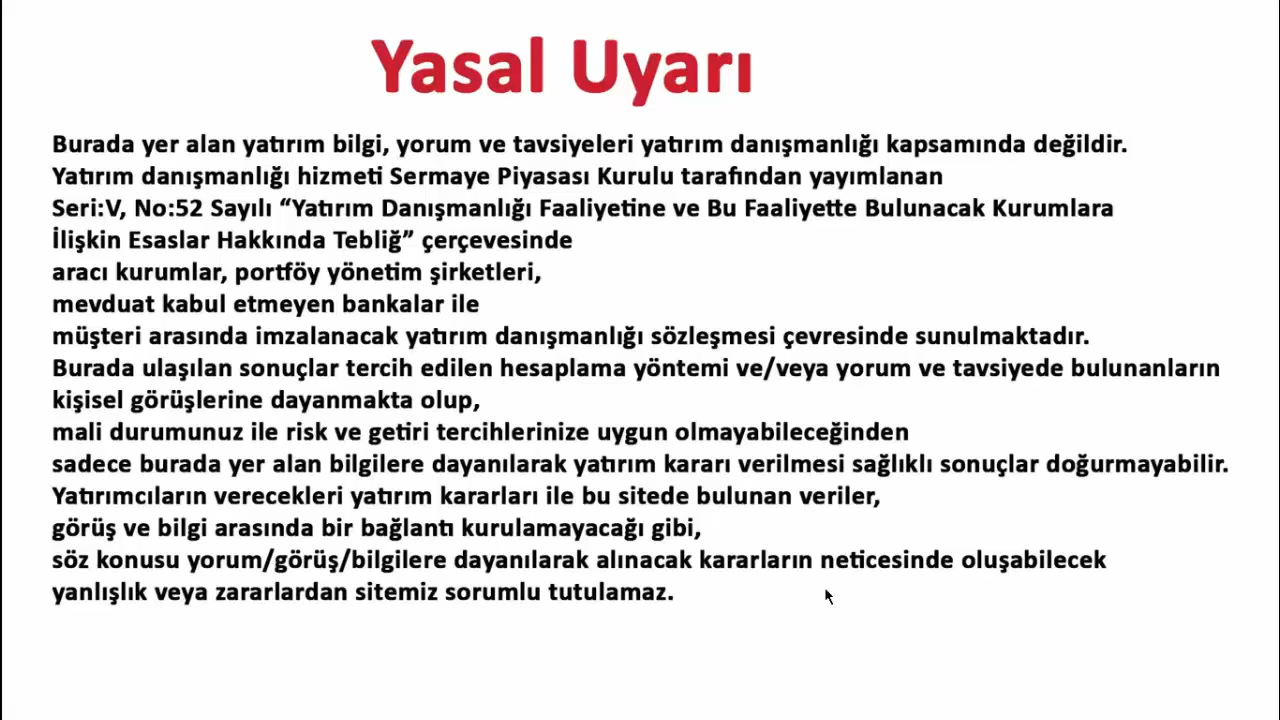 Yasal Uyarı
Burada yer alan yatırım bilgi, yorum ve tavsiyeleri yatırım danışmanlığı kapsamında değildir.
Yatırım danışmanlığı hizmeti Sermaye Piyasası Kurulu tarafından yayımlanan
Seri:V, No:52 Sayılı “Yatırım Danışmanlığı Faaliyetine ve Bu Faaliyette Bulunacak Kurumlara
İlişkin Esaslar Hakkında Tebliğ” çerçevesinde
aracı kurumlar, portföy yönetim şirketleri,
mevduat kabul etmeyen bankalar ile
müşteri arasında imzalanacak yatırım danışmanlığı sözleşmesi çevresinde sunulmaktadır.
Burada ulaşılan sonuçlar tercih edilen hesaplama yöntemi ve/veya yorum ve tavsiyede bulunanların
kişisel görüşlerine dayanmakta olup,
mali durumunuz ile risk ve getiri tercihlerinize uygun olmayabileceğinden
sadece burada yer alan bilgilere dayanılarak yatırım kararı verilmesi sağlıklı sonuçlar doğurmayabilir.
Yatırımcıların verecekleri yatırım kararları ile bu sitede bulunan veriler,
görüş ve bilgi arasında bir bağlantı kurulamayacağı gibi,
söz konusu yorum/görüş/bilgilere dayanılarak alınacak kararların neticesinde oluşabilecek
yanlışlık veya zararlardan sitemiz sorumlu tutulamaz.